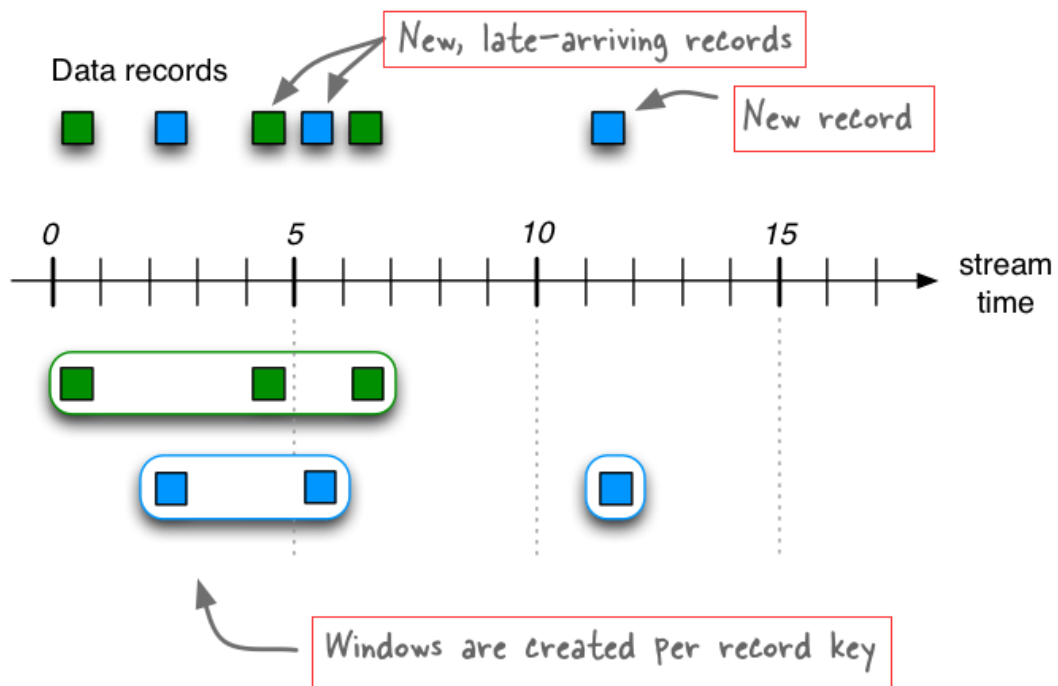 New, late-arriving records
Data records
New record
0
5
10
15
stream
time
Windows are created per record key